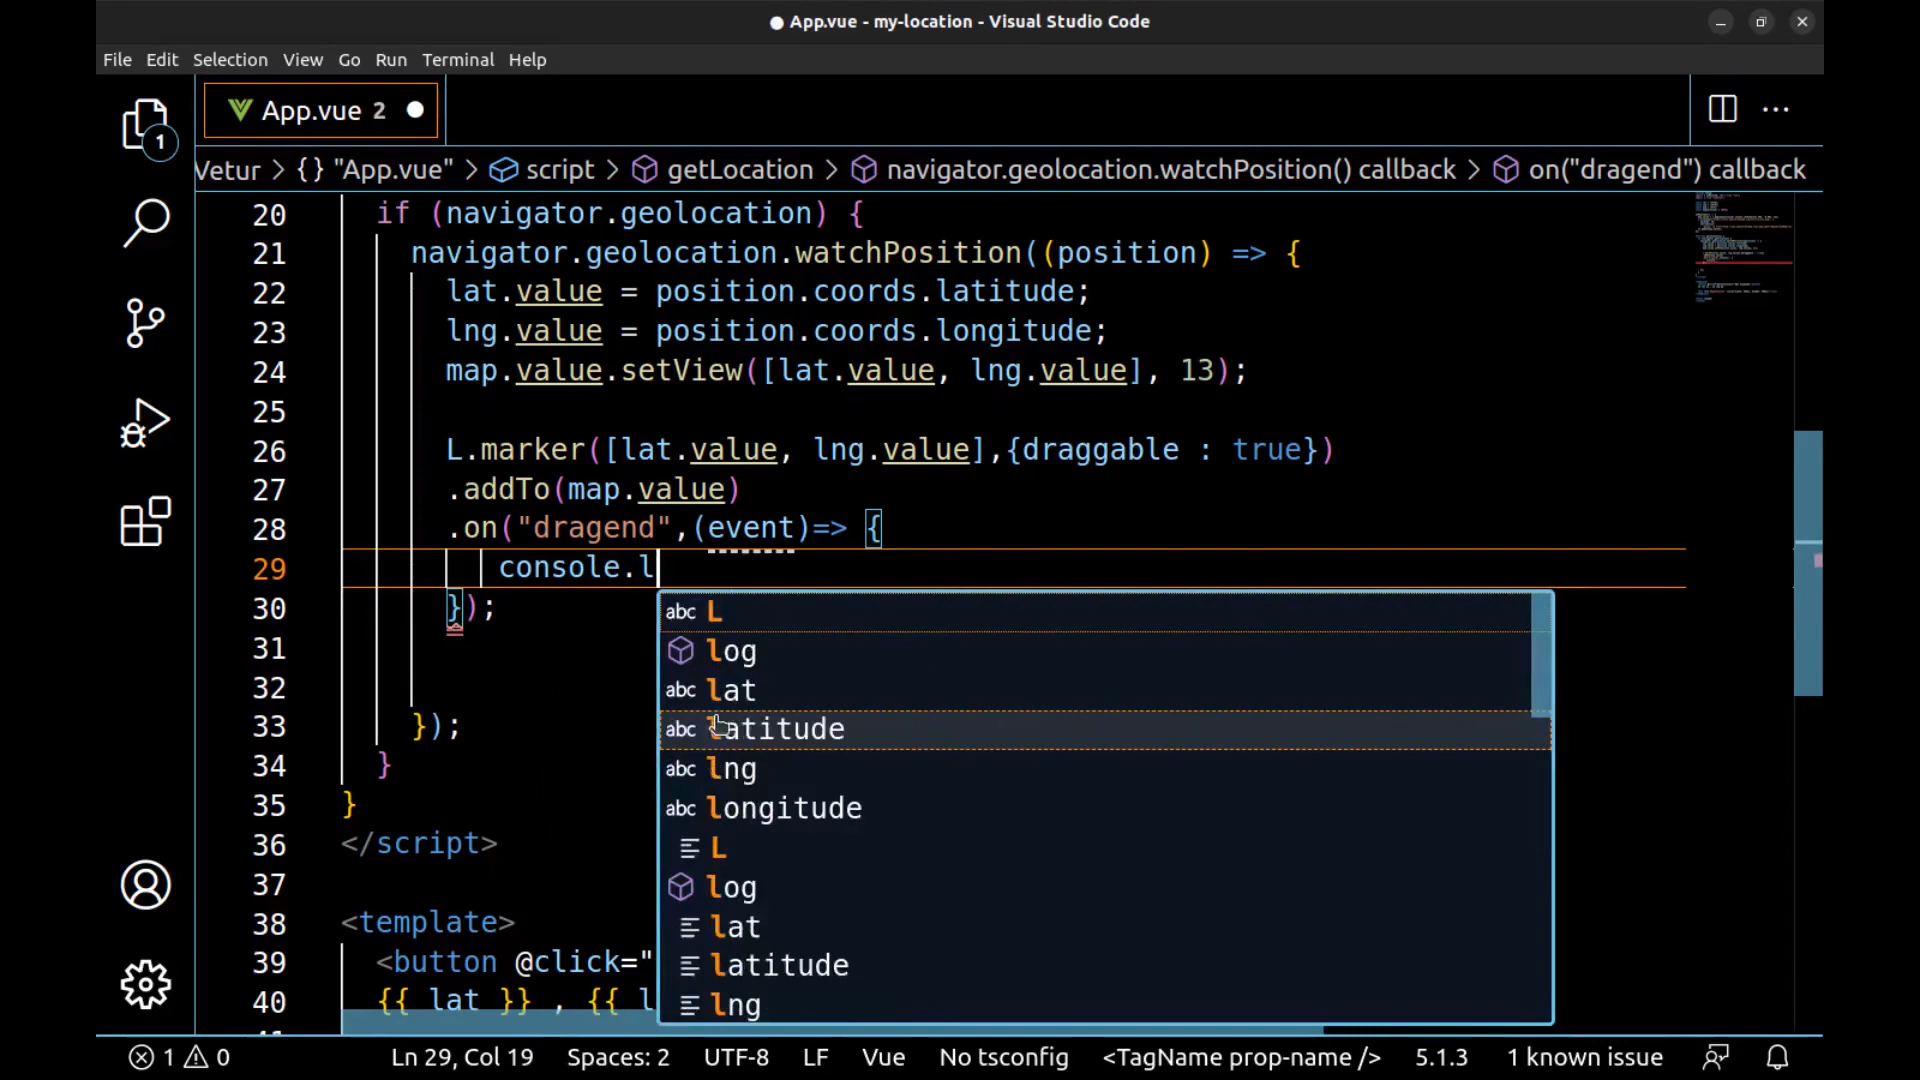 App.vue - my-location - Visual Studio Code
File Edit Selection View Go Run Terminal Help
App.vue 2
1
Vetur > {} "App.vue" > script > getLocation > navigator.geolocation.watchPosition() callback > on("dragend") callback
20 if (navigator.geolocation) {
21 navigator.geolocation.watchPosition((position) => {
22 lat.value = position.coords.latitude;
23 lng.value = position.coords.longitude;
24 map.value.setView([lat.value, lng.value], 13);
25
26 L.marker([lat.value, lng.value],{draggable : true})
27 .addTo(map.value)
28 .on("dragend",(event)=> {
29 console.l
30 });
31
32
33 });
34 }
35 }
36 </script>
37
38 <template>
39 <button @click="
40 {{ lat }} , {{ l
abc L
log
abc lat
abc latitude
abc lng
abc longitude
L
log
lat
latitude
lng
1 0 Ln 29, Col 19 Spaces: 2 UTF-8 LF Vue No tsconfig <TagName prop-name /> 5.1.3 1 known issue